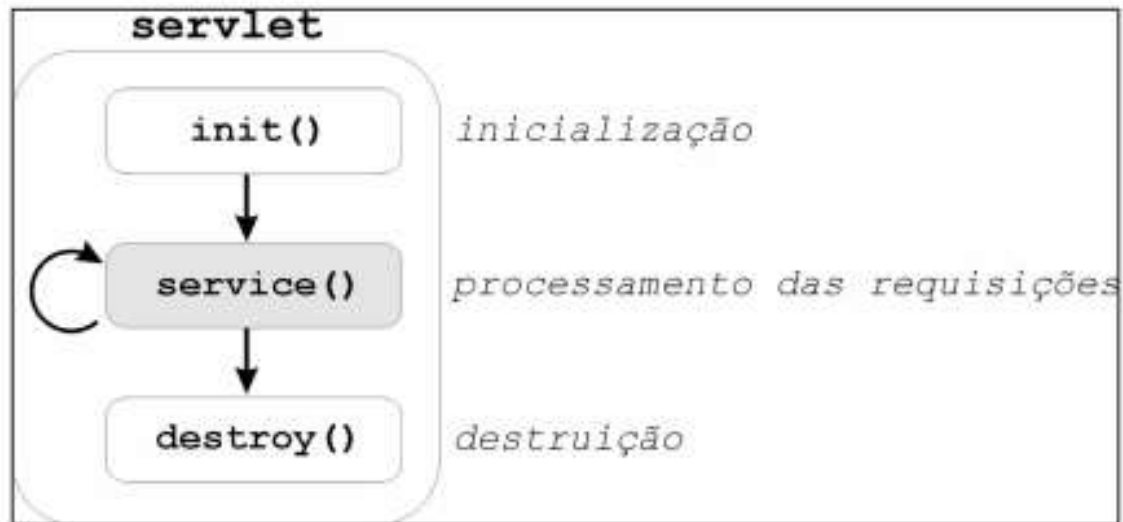 servlet
init() inicialização
service() processamento das requisições
destroy() destruição